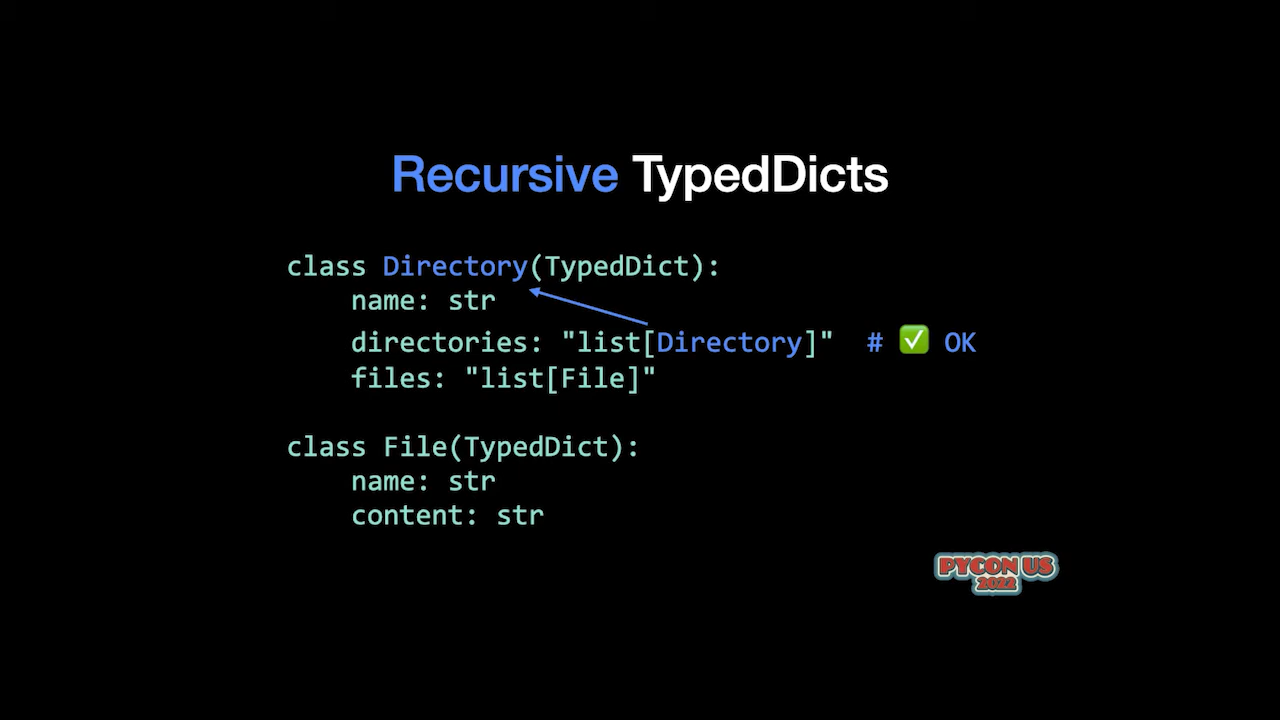 Recursive TypedDicts
class Directory(TypedDict):
    name: str
    directories: "list[Directory]"  # ✅ OK
    files: "list[File]"
class File(TypedDict):
    name: str
    content: str
PYCON US
2022